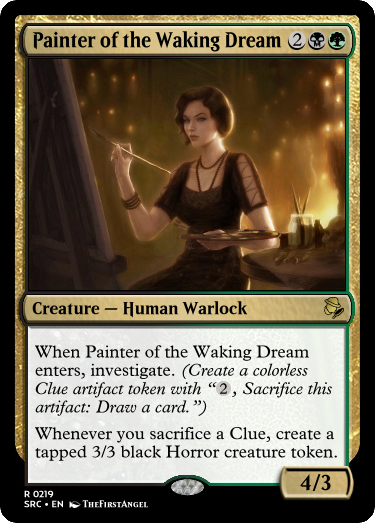 Painter of the Waking Dream 2
Creature — Human Warlock
When Painter of the Waking Dream
enters, investigate. (Create a colorless
Clue artifact token with “2, Sacrifice this
artifact: Draw a card.”)
Whenever you sacrifice a Clue, create a
tapped 3/3 black Horror creature token.
4/3
R 0219
SRC • EN TheFirstAngel